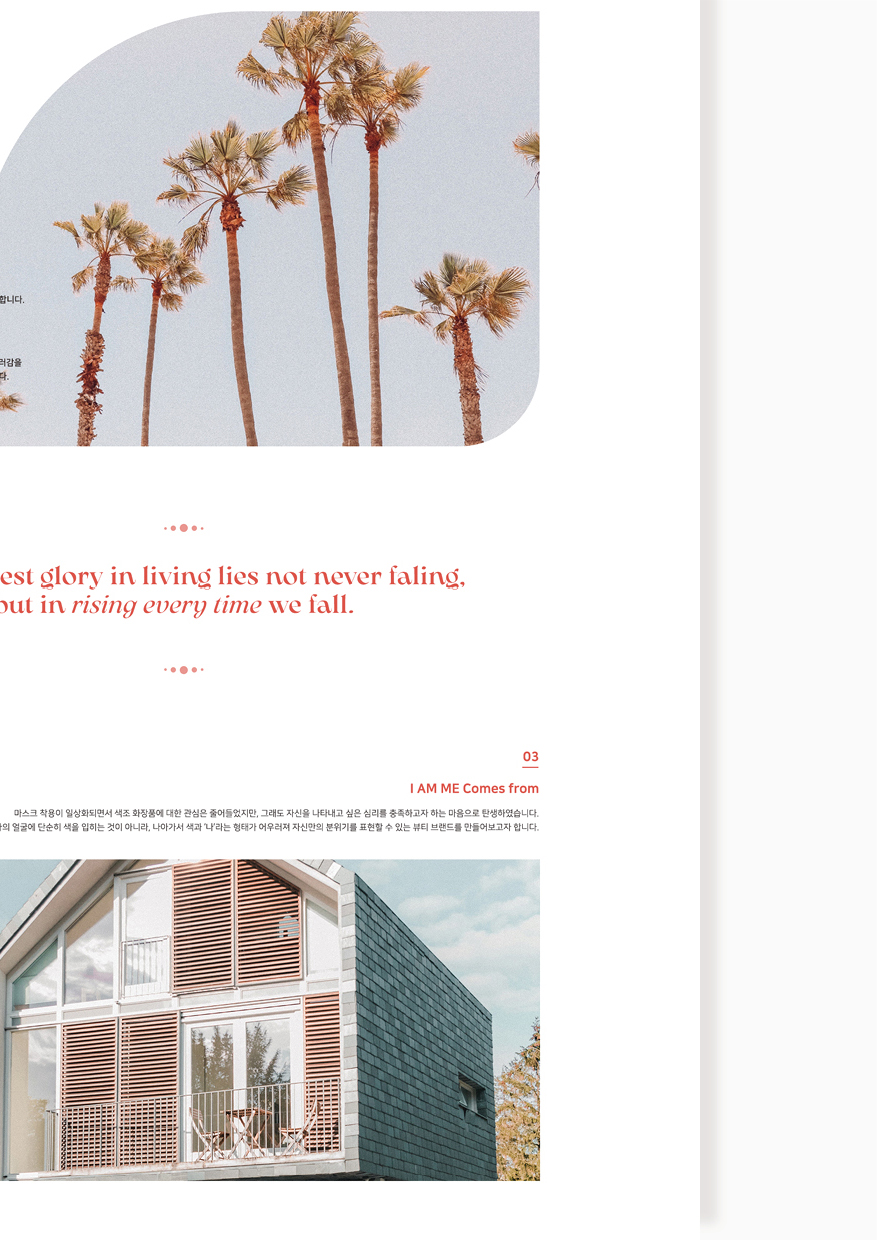 합니다.
러감을
다.
est glory in living lies not never faling,
but in rising every time we fall.
03
I AM ME Comes from
마스크 착용이 일상화되면서 색조 화장품에 대한 관심은 줄어들었지만, 그래도 자신을 나타내고 싶은 심리를 충족하고자 하는 마음으로 탄생하였습니다.
의 얼굴에 단순히 색을 입히는 것이 아니라, 나아가서 색과 '나'라는 형태가 어우러져 자신만의 분위기를 표현할 수 있는 뷰티 브랜드를 만들어보고자 합니다.